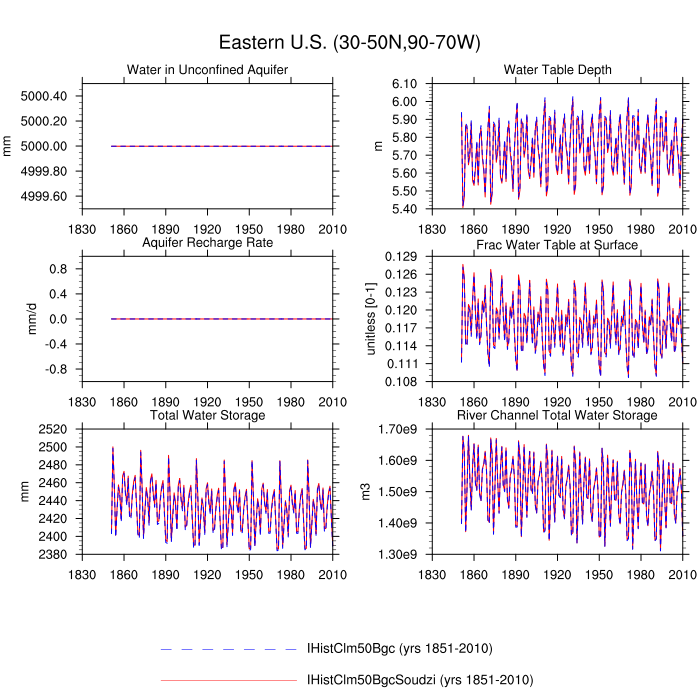 Eastern U.S. (30-50N,90-70W)
Water in Unconfined Aquifer
mm
5000.40
5000.20
5000.00
4999.80
4999.60
1830 1860 1890 1920 1950 1980 2010
Water Table Depth
m
6.10
6.00
5.90
5.80
5.70
5.60
5.50
5.40
1830 1860 1890 1920 1950 1980 2010
Aquifer Recharge Rate
mm/d
0.8
0.4
0.0
-0.4
-0.8
1830 1860 1890 1920 1950 1980 2010
Frac Water Table at Surface
unitless [0-1]
0.129
0.126
0.123
0.120
0.117
0.114
0.111
0.108
1830 1860 1890 1920 1950 1980 2010
Total Water Storage
mm
2520
2500
2480
2460
2440
2420
2400
2380
1830 1860 1890 1920 1950 1980 2010
River Channel Total Water Storage
m3
1.70e9
1.60e9
1.50e9
1.40e9
1.30e9
1830 1860 1890 1920 1950 1980 2010
IHistClm50Bgc (yrs 1851-2010)
IHistClm50BgcSoudzi (yrs 1851-2010)